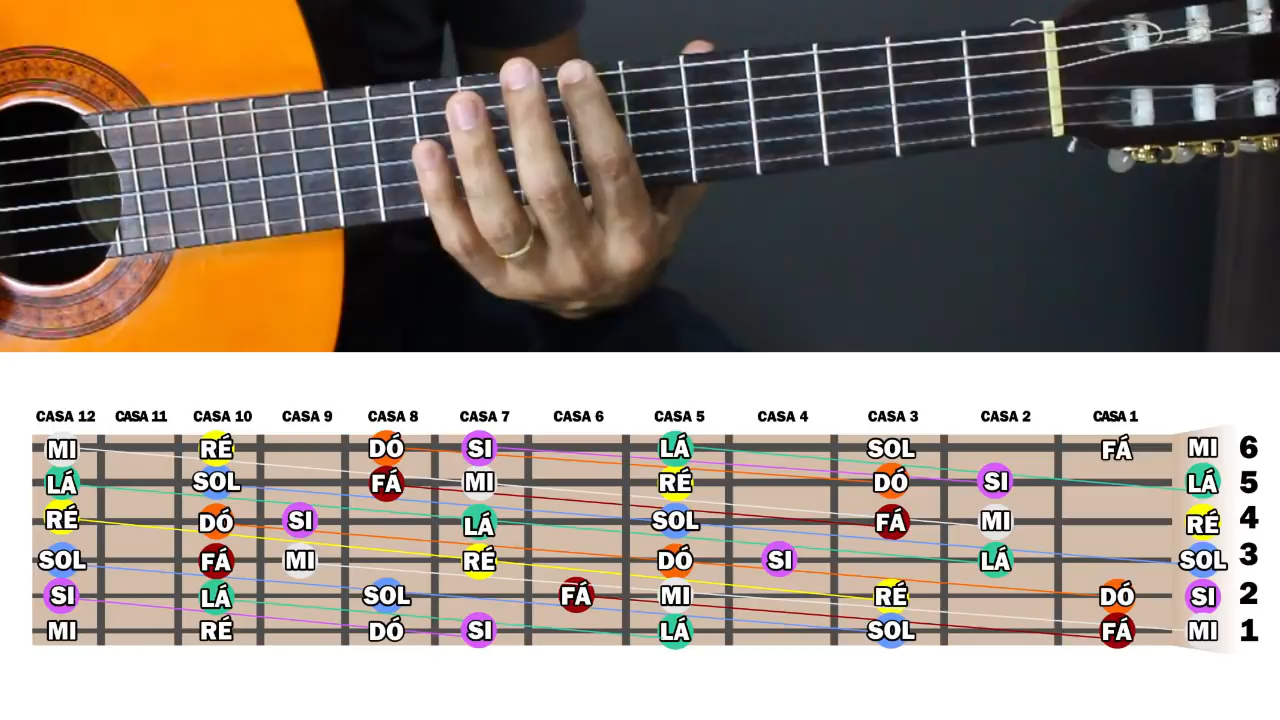 CASA 12 CASA 11 CASA 10 CASA 9 CASA 8 CASA 7 CASA 6 CASA 5 CASA 4 CASA 3 CASA 2 CASA 1
MI RÉ DÓ SI LÁ SOL FÁ MI 6
LÁ SOL FÁ MI RÉ DÓ SI LÁ 5
RÉ DÓ SI LÁ SOL FÁ MI RÉ 4
SOL FÁ MI RÉ DÓ SI LÁ SOL 3
SI LÁ SOL FÁ MI RÉ DÓ SI 2
MI RÉ DÓ SI LÁ SOL FÁ MI 1